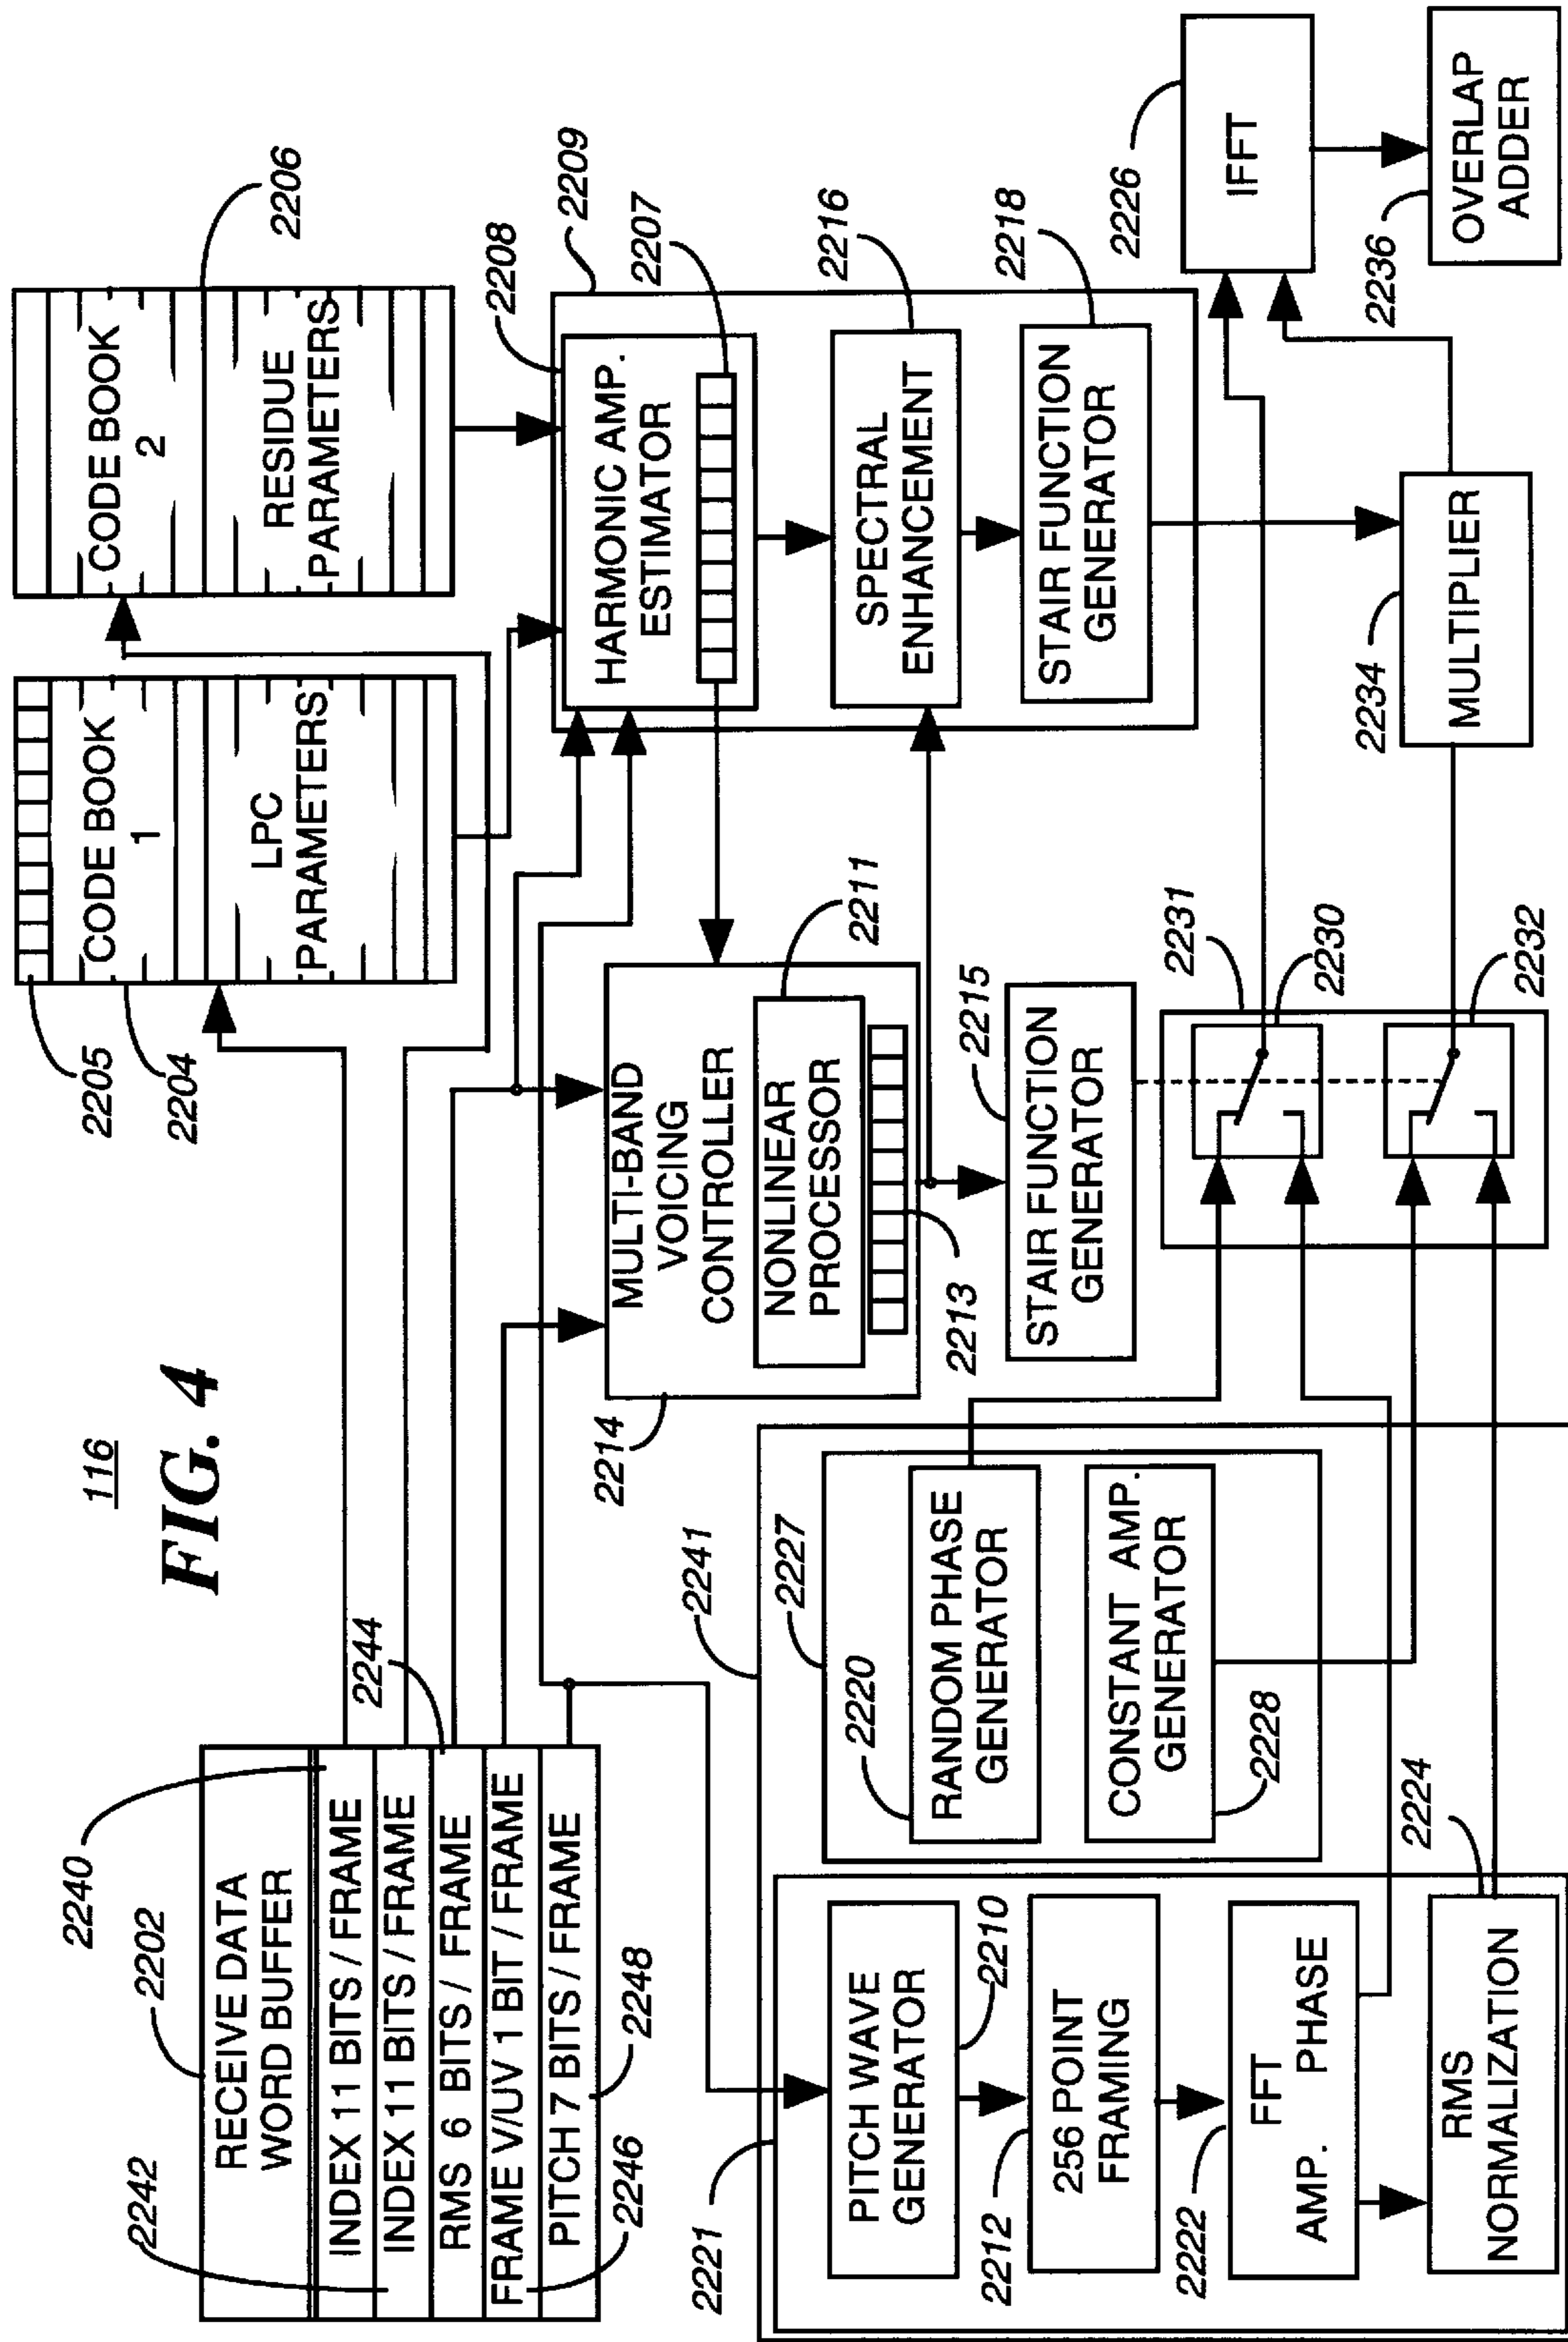 116
FIG. 4
2240
2202
2242
RECEIVE DATA
WORD BUFFER
INDEX 11 BITS / FRAME
INDEX 11 BITS / FRAME
RMS 6 BITS / FRAME
FRAME V/UV 1 BIT / FRAME
PITCH 7 BITS / FRAME
2244
2246
2248
2205
2204
CODE BOOK
1
LPC
PARAMETERS
CODE BOOK
2
RESIDUE
PARAMETERS
2206
2208
2209
HARMONIC AMP.
ESTIMATOR
2207
SPECTRAL
ENHANCEMENT
2216
STAIR FUNCTION
GENERATOR
2218
MULTI-BAND
VOICING
CONTROLLER
NONLINEAR
PROCESSOR
2211
2213
2214
2215
STAIR FUNCTION
GENERATOR
2241
2227
2220
RANDOM PHASE
GENERATOR
CONSTANT AMP.
GENERATOR
2228
2221
PITCH WAVE
GENERATOR
2210
2212
256 POINT
FRAMING
2222
FFT
AMP. PHASE
2224
RMS
NORMALIZATION
2231
2230
2232
2234
MULTIPLIER
2226
IFFT
2236
OVERLAP
ADDER